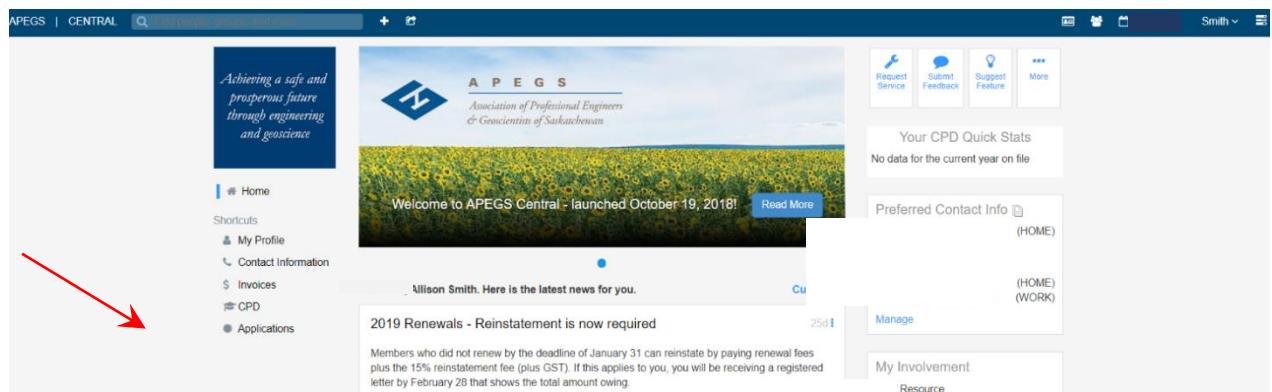 APEGS | CENTRAL
Smith
Achieving a safe and
prosperous future
through engineering
and geoscience
Home
Shortcuts
My Profile
Contact Information
$ Invoices
CPD
Applications
A P E G S
Association of Professional Engineers
& Geoscientists of Saskatchewan
Welcome to APEGS Central - launched October 19, 2018!
Read More
Allison Smith. Here is the latest news for you.
Cu
2019 Renewals - Reinstatement is now required
25d
Members who did not renew by the deadline of January 31 can reinstate by paying renewal fees
plus the 15% reinstatement fee (plus GST). If this applies to you, you will be receiving a registered
letter by February 28 that shows the total amount owing.
Request
Service
Submit
Feedback
Suggest
Feature
More
Your CPD Quick Stats
No data for the current year on file
Preferred Contact Info
(HOME)
(HOME)
(WORK)
Manage
My Involvement
Resource